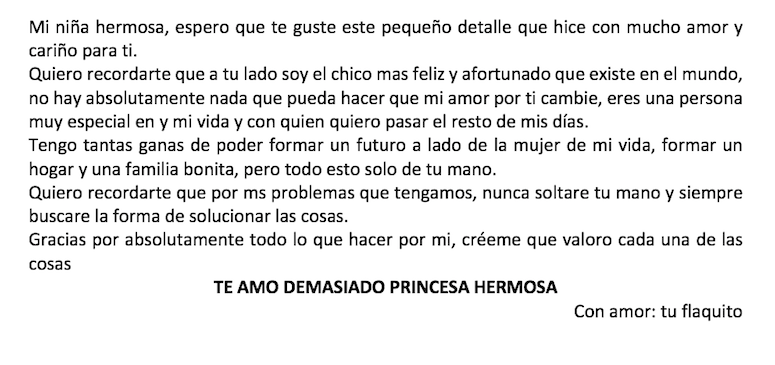 Mi niña hermosa, espero que te guste este pequeño detalle que hice con mucho amor y
cariño para ti.
Quiero recordarte que a tu lado soy el chico mas feliz y afortunado que existe en el mundo,
no hay absolutamente nada que pueda hacer que mi amor por ti cambie, eres una persona
muy especial en y mi vida y con quien quiero pasar el resto de mis días.
Tengo tantas ganas de poder formar un futuro a lado de la mujer de mi vida, formar un
hogar y una familia bonita, pero todo esto solo de tu mano.
Quiero recordarte que por ms problemas que tengamos, nunca soltare tu mano y siempre
buscare la forma de solucionar las cosas.
Gracias por absolutamente todo lo que hacer por mi, créeme que valoro cada una de las
cosas
TE AMO DEMASIADO PRINCESA HERMOSA
Con amor: tu flaquito